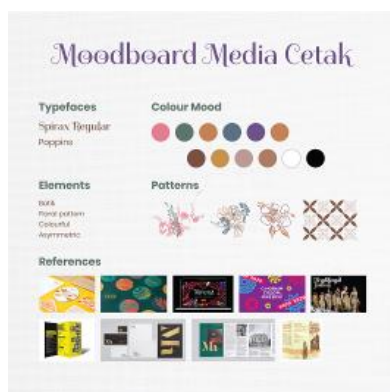 Moodboard Media Cetak
Typefaces
Spirax Regular
Poppins
Colour Mood
Elements
Batik
Floral pattern
Colourful
Asymmetric
Patterns
References